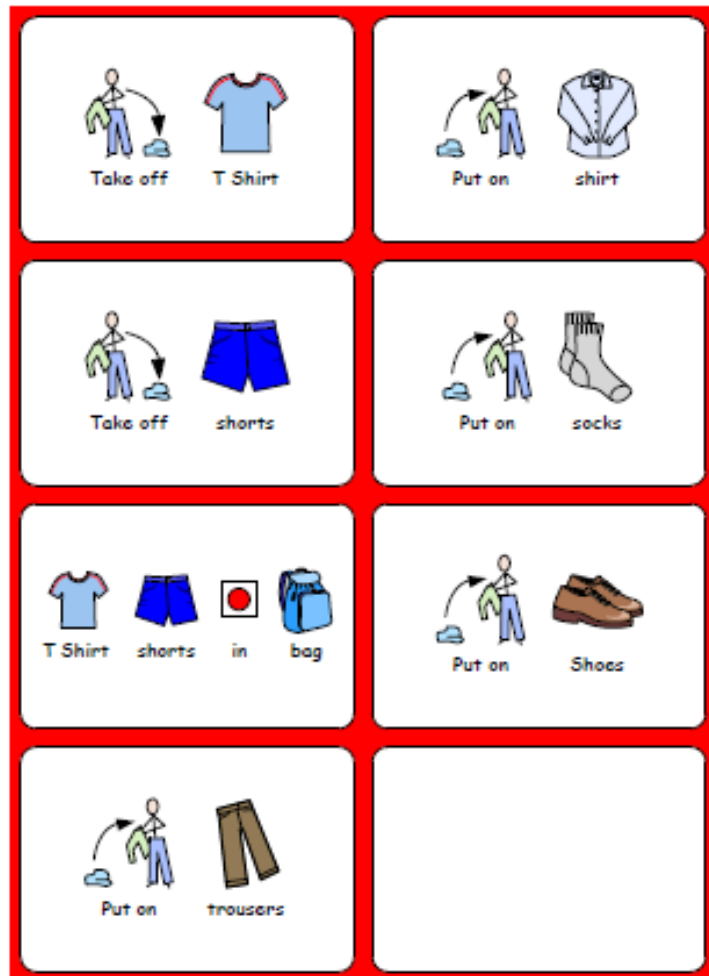 Take off T Shirt
Put on shirt
Take off shorts
Put on socks
T Shirt shorts in bag
Put on Shoes
Put on trousers